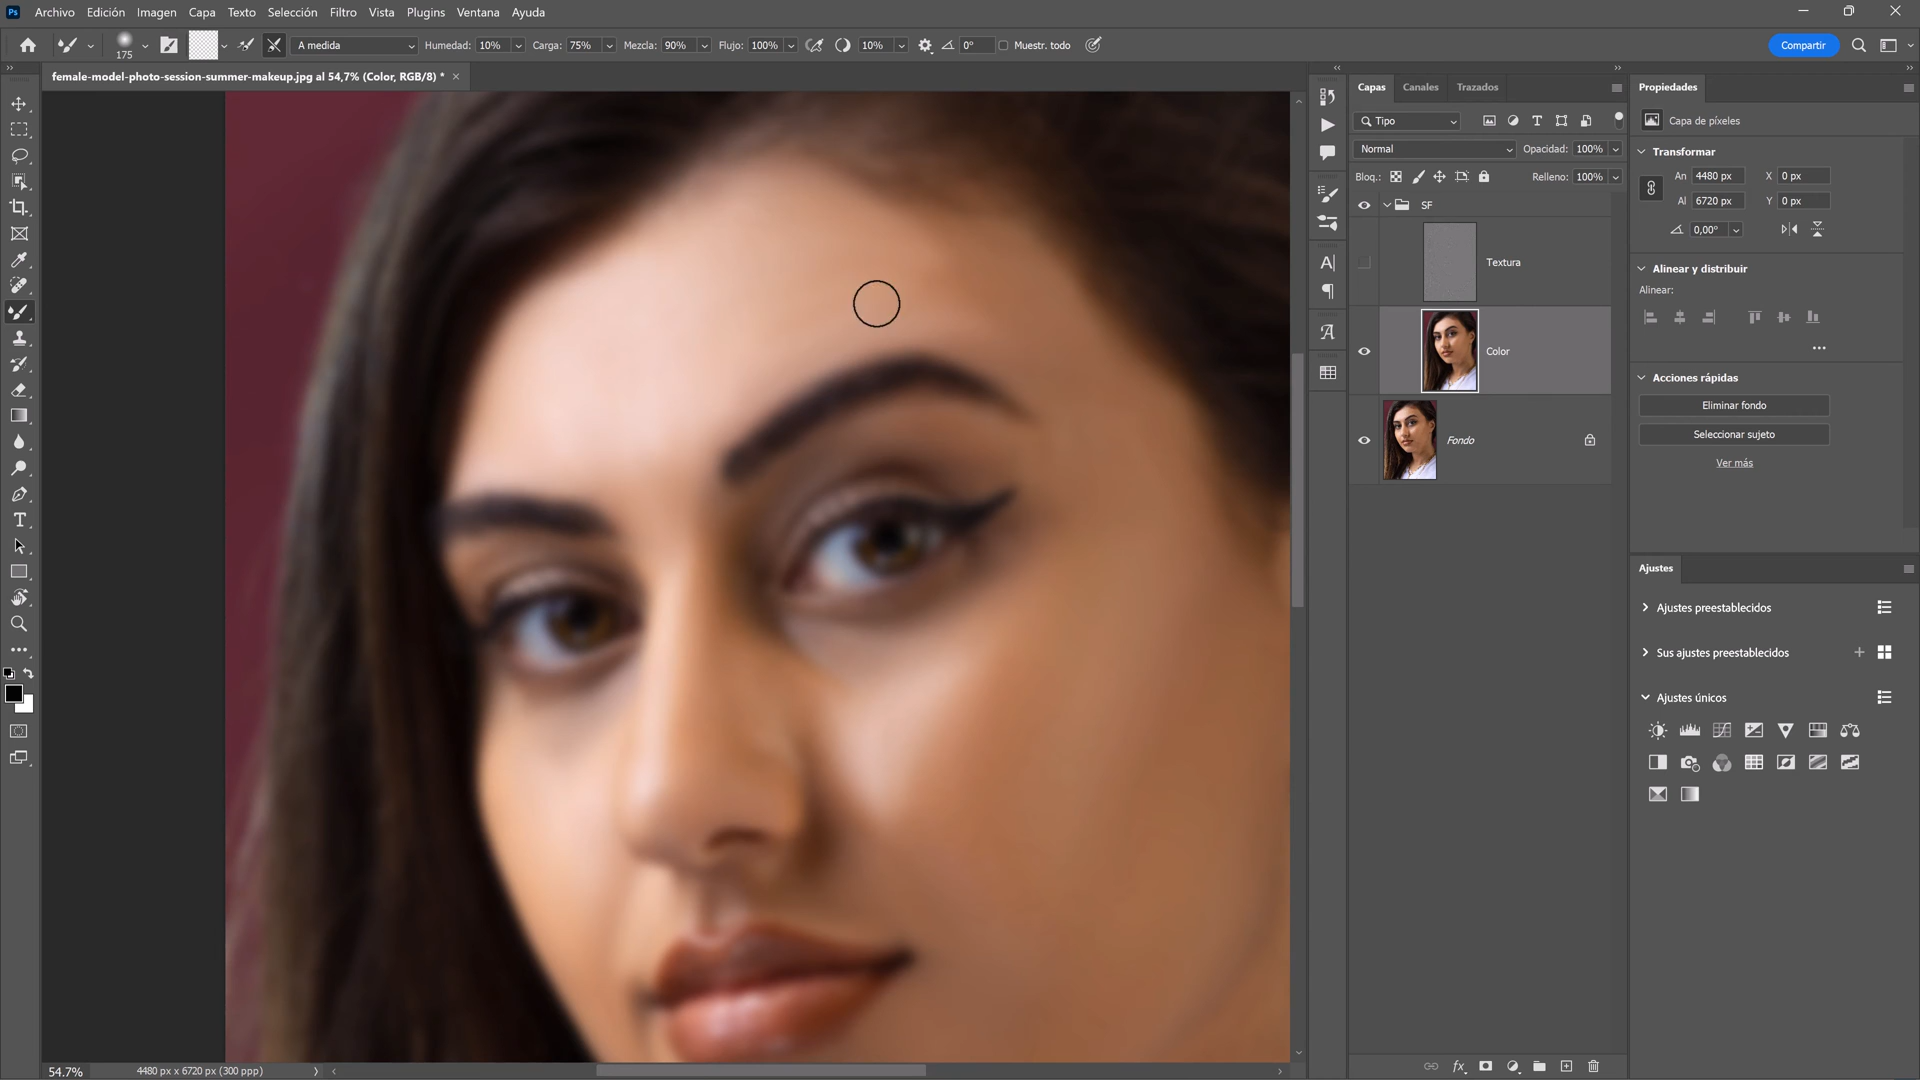 Ps Archivo Edición Imagen Capa Texto Selección Filtro Vista Plugins Ventana Ayuda
175 A medida Humedad: 10% Carga: 75% Mezcla: 90% Flujo: 100% 10% 0° Muestr. todo Compartir
female-model-photo-session-summer-makeup.jpg al 54,7% (Color, RGB/8) *
Capas Canales Trazados
Tipo
Normal Opacidad: 100%
Bloq.: Relleno: 100%
SF
Textura
Color
Fondo
Propiedades
Capa de píxeles
Transformar
An 4480 px X 0 px
Al 6720 px Y 0 px
0,00°
Alinear y distribuir
Alinear:
Acciones rápidas
Eliminar fondo
Seleccionar sujeto
Ver más
Ajustes
Ajustes preestablecidos
Sus ajustes preestablecidos
Ajustes únicos
54.7% 4480 px x 6720 px (300 ppp)